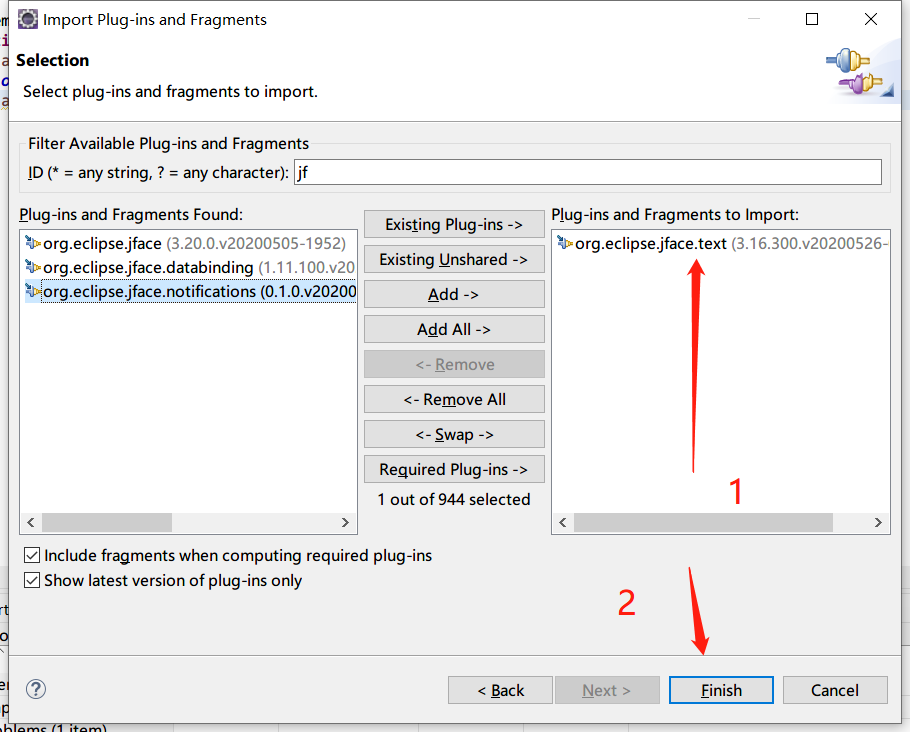 Import Plug-ins and Fragments
Selection
Select plug-ins and fragments to import.
Filter Available Plug-ins and Fragments
ID (* = any string, ? = any character): jf
Plug-ins and Fragments Found:
org.eclipse.jface (3.20.0.v20200505-1952)
org.eclipse.jface.databinding (1.11.100.v20
org.eclipse.jface.notifications (0.1.0.v20200
Existing Plug-ins ->
Existing Unshared ->
Add ->
Add All ->
<- Remove
<- Remove All
<- Swap ->
Required Plug-ins ->
1 out of 944 selected
Plug-ins and Fragments to Import:
org.eclipse.jface.text (3.16.300.v20200526-
1
Include fragments when computing required plug-ins
Show latest version of plug-ins only
2
?
< Back
Next >
Finish
Cancel
blems (1 item)